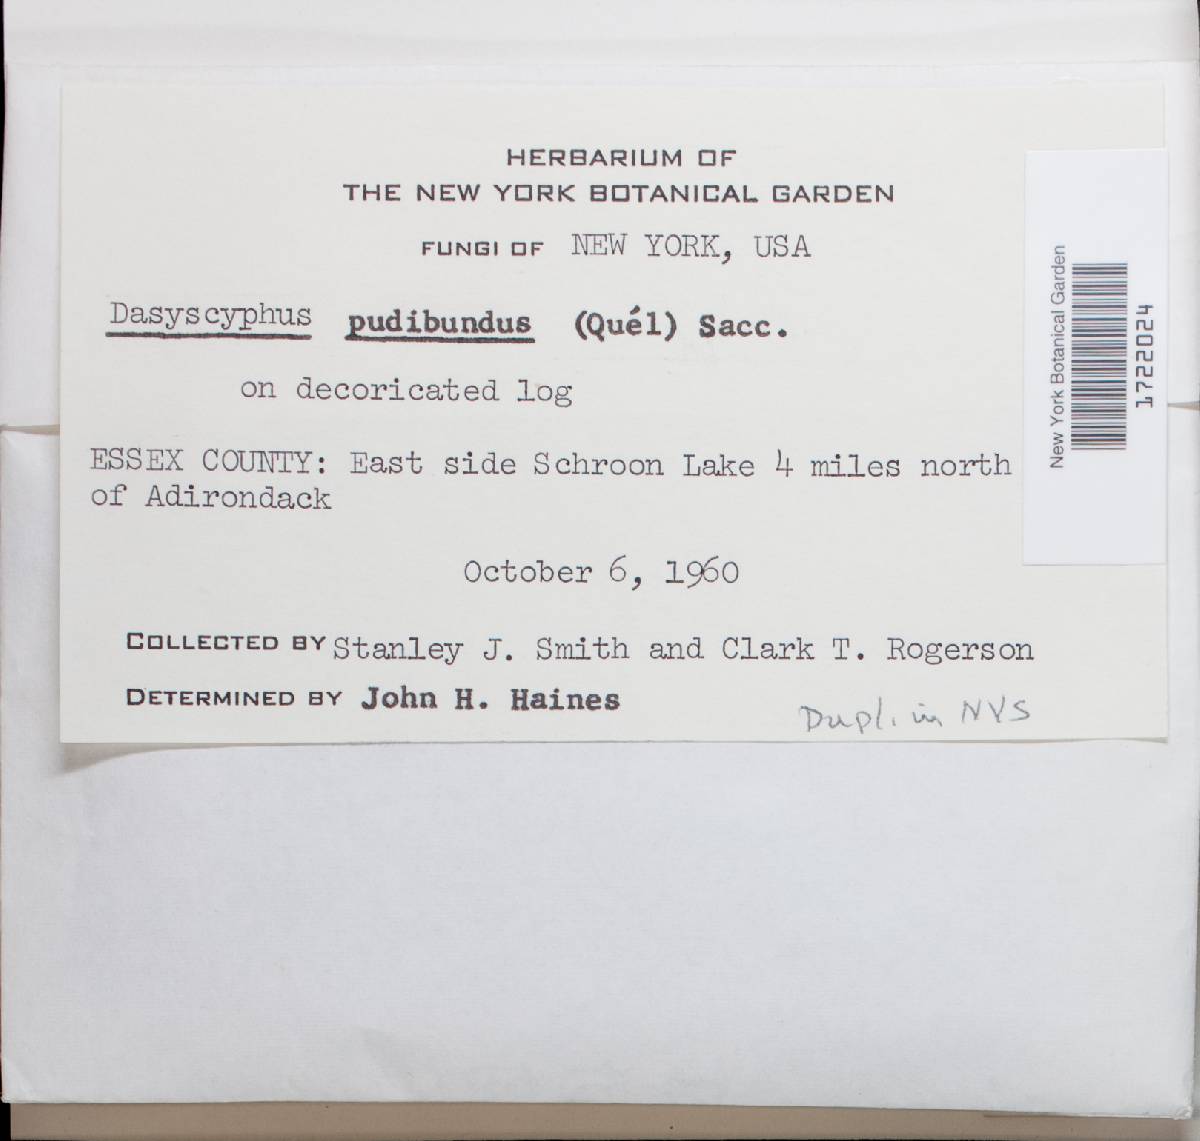 HERBARIUM OF
THE NEW YORK BOTANICAL GARDEN
FUNGI OF NEW YORK, USA
Dasyscyphus pudibundus (Quél) Sacc.
on decoricated log
ESSEX COUNTY: East side Schroon Lake 4 miles north
of Adirondack
October 6, 1960
COLLECTED BY Stanley J. Smith and Clark T. Rogerson
DETERMINED BY John H. Haines
Dupl. in NYS
New York Botanical Garden
1722024